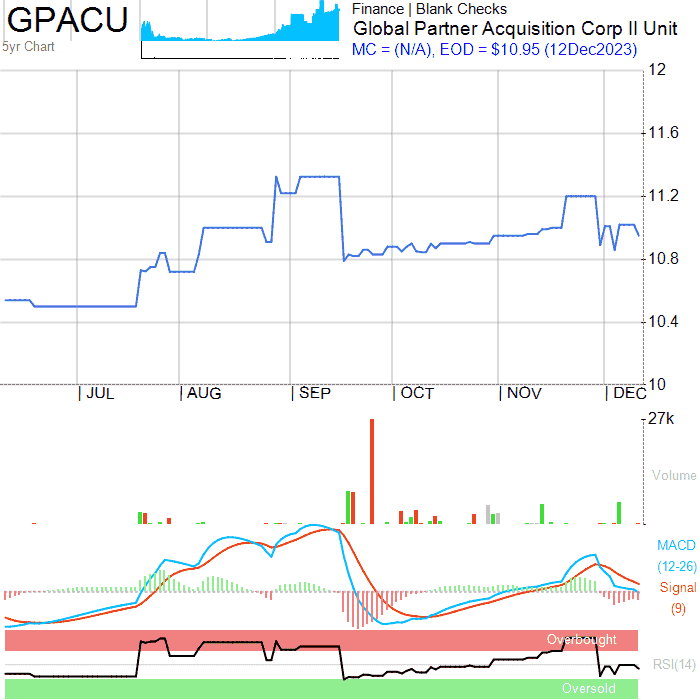 GPACU
5yr Chart
Finance | Blank Checks
Global Partner Acquisition Corp II Unit
MC = (N/A), EOD = $10.95 (12Dec2023)
12
11.6
11.2
10.8
10.4
10
| JUL | AUG | SEP | OCT | NOV | DEC
27k
Volume
MACD
(12-26)
Signal
(9)
Overbought
RSI(14)
Oversold